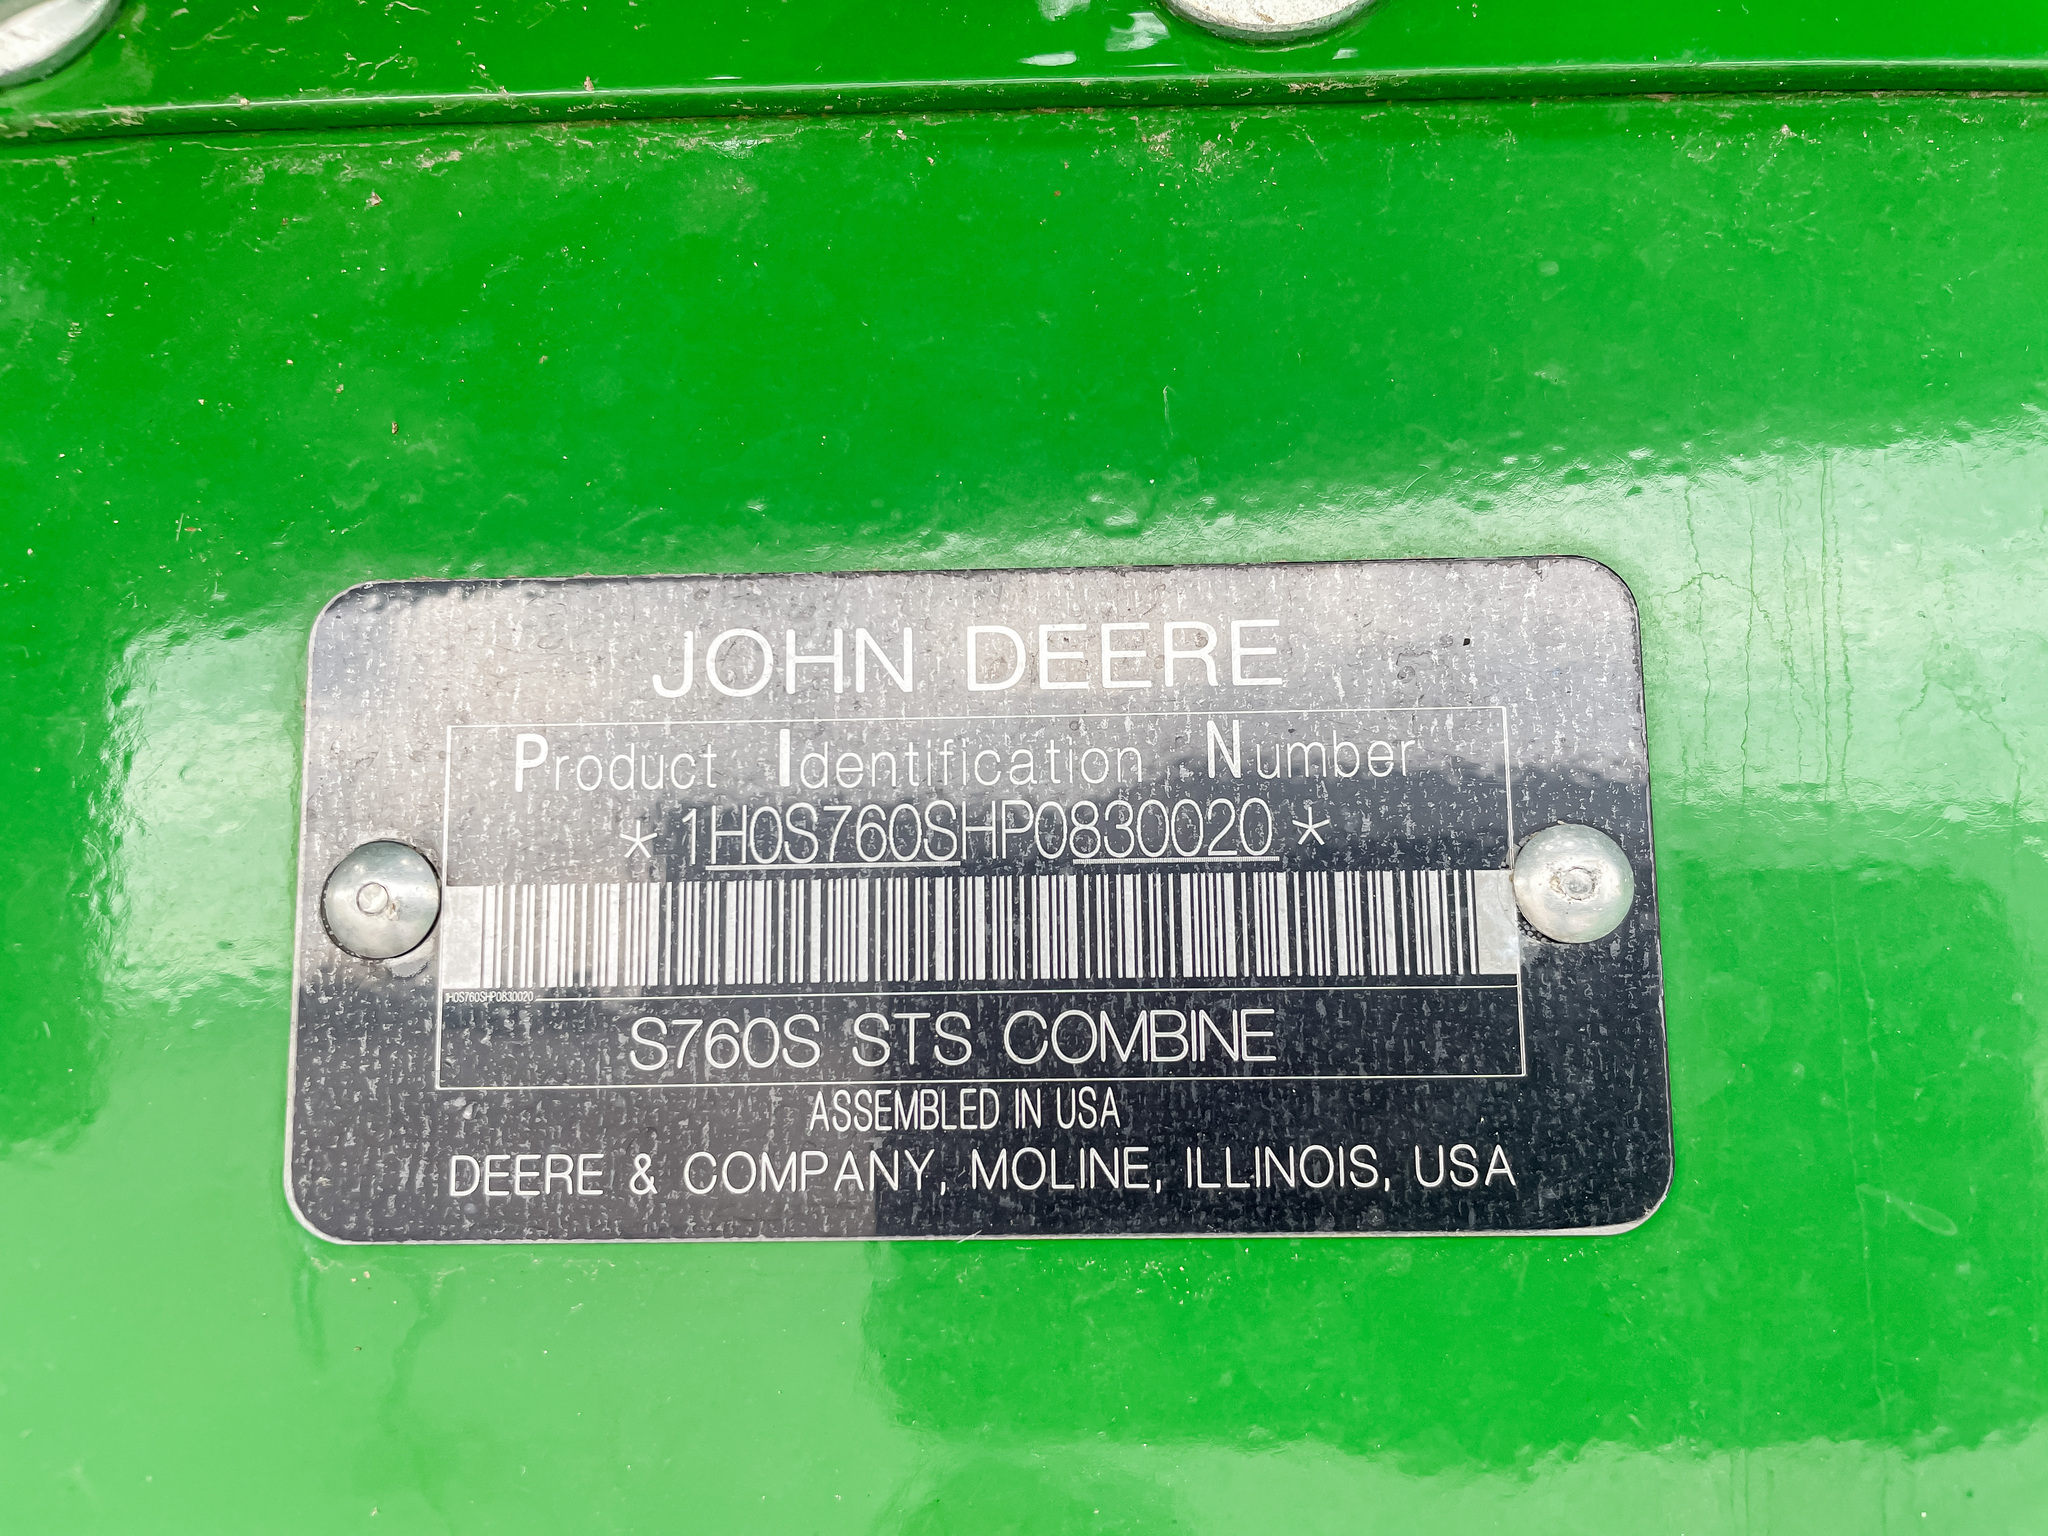 JOHN DEERE
Product Identification Number
*1H0S760SHP0830020*
1H0S760SHP0830020
S760S STS COMBINE
ASSEMBLED IN USA
DEERE & COMPANY, MOLINE, ILLINOIS, USA